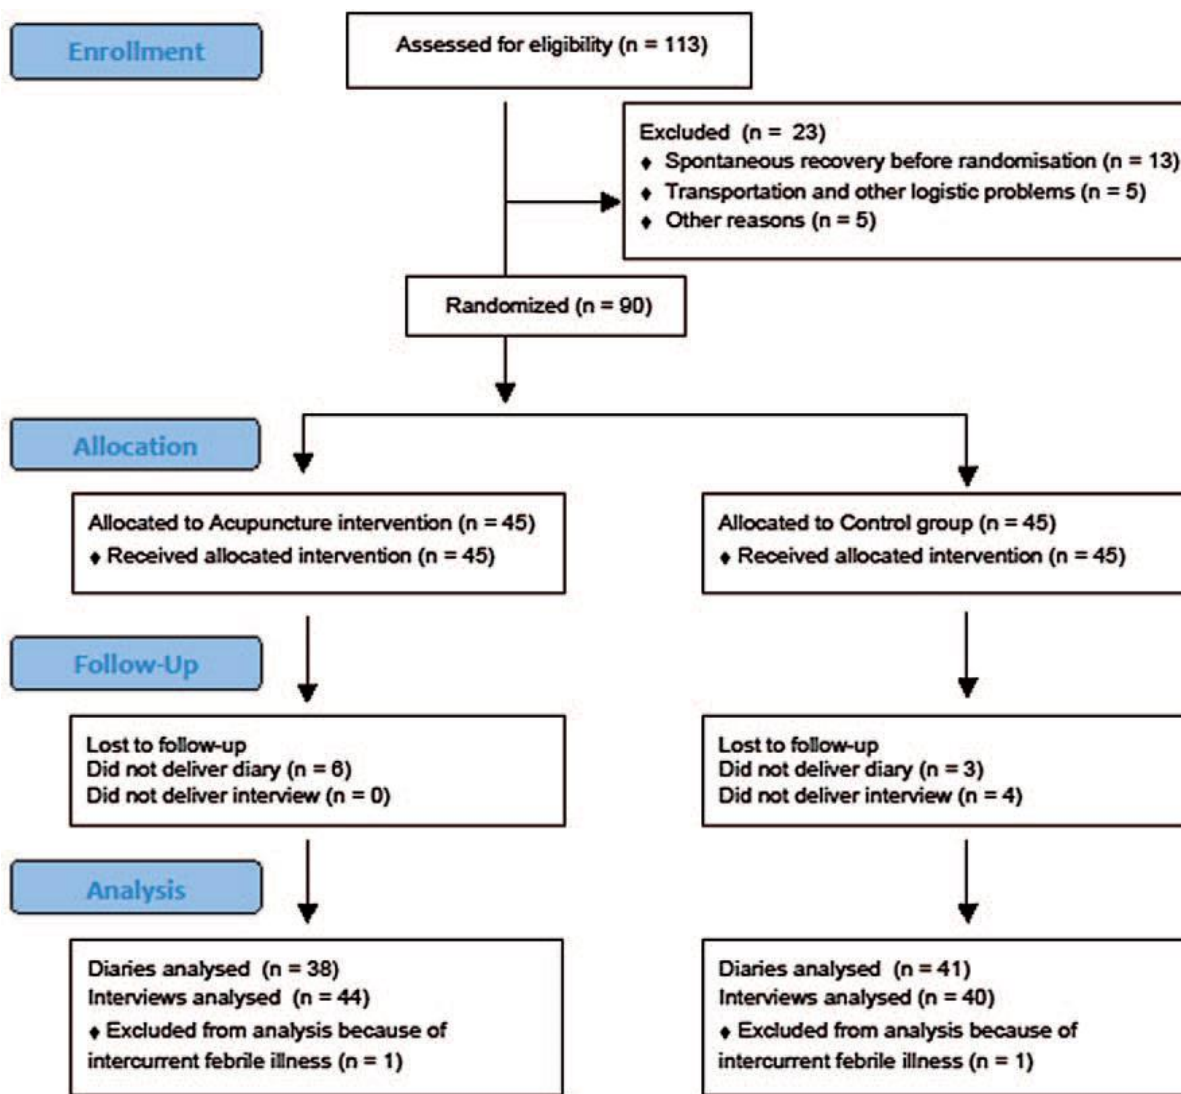 Enrollment
Assessed for eligibility (n = 113)
Excluded (n = 23)
♦ Spontaneous recovery before randomisation (n = 13)
♦ Transportation and other logistic problems (n = 5)
♦ Other reasons (n = 5)
Randomized (n = 90)
Allocation
Allocated to Acupuncture intervention (n = 45)
♦ Received allocated intervention (n = 45)
Allocated to Control group (n = 45)
♦ Received allocated intervention (n = 45)
Follow-Up
Lost to follow-up
Did not deliver diary (n = 6)
Did not deliver interview (n = 0)
Lost to follow-up
Did not deliver diary (n = 3)
Did not deliver interview (n = 4)
Analysis
Diaries analysed (n = 38)
Interviews analysed (n = 44)
♦ Excluded from analysis because of
intercurrent febrile illness (n = 1)
Diaries analysed (n = 41)
Interviews analysed (n = 40)
♦ Excluded from analysis because of
intercurrent febrile illness (n = 1)